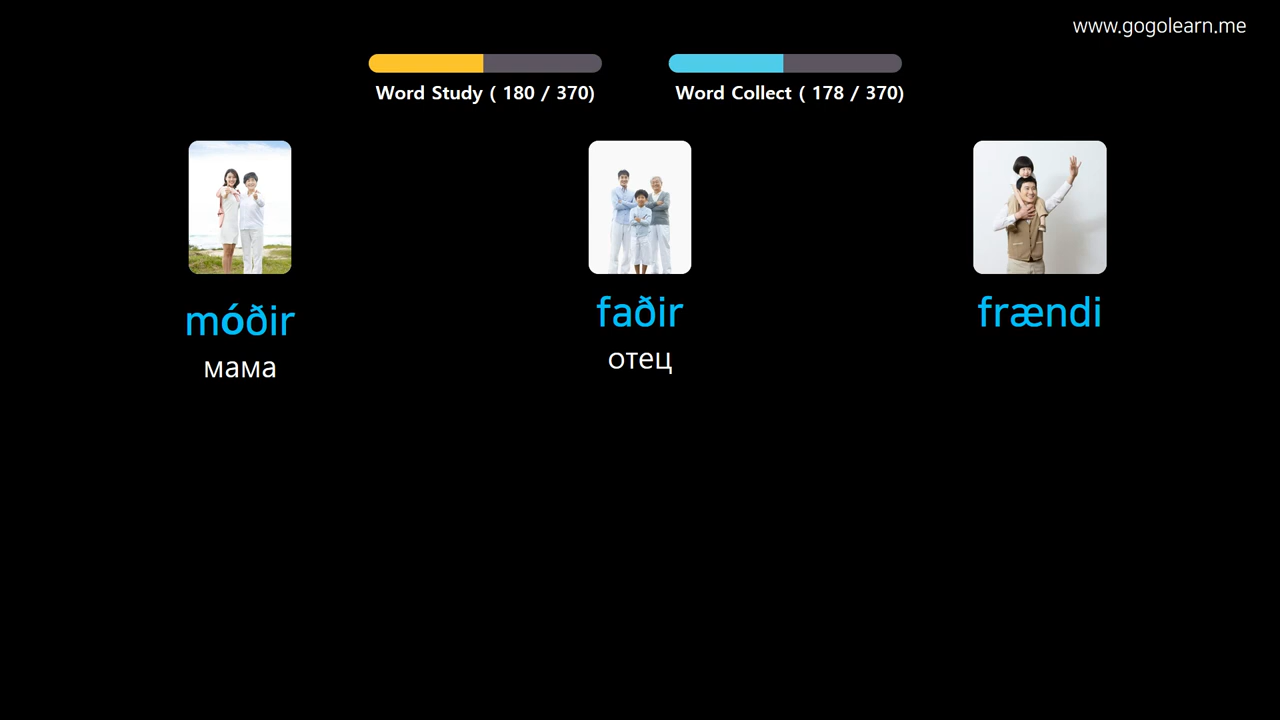 www.gogolearn.me
Word Study ( 180 / 370)
Word Collect ( 178 / 370)
móðir
faðir
frændi
мама
отец